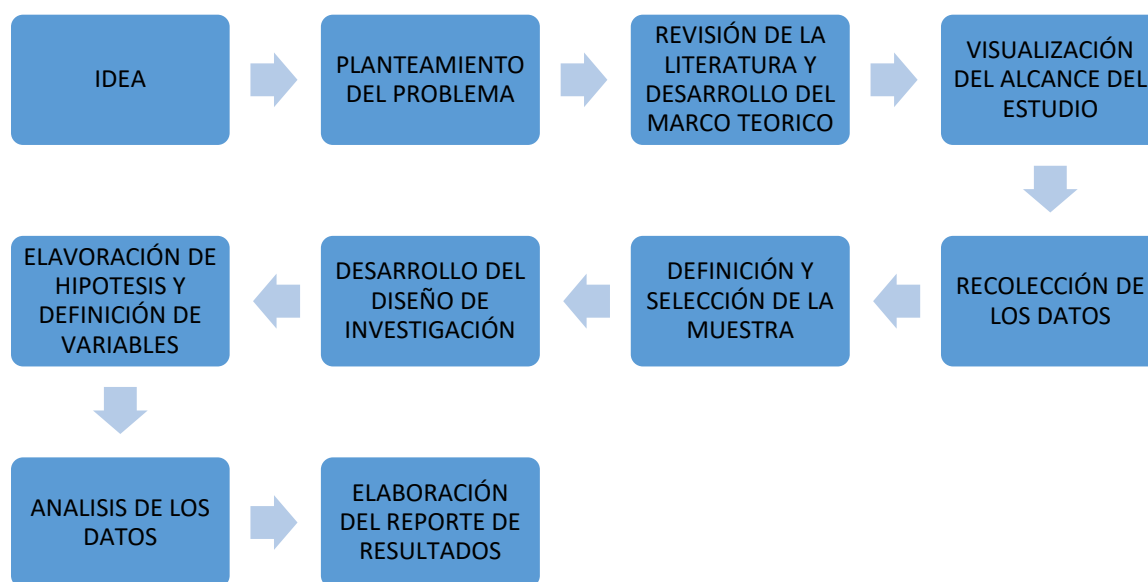 IDEA
PLANTEAMIENTO
DEL PROBLEMA
REVISIÓN DE LA
LITERATURA Y
DESARROLLO DEL
MARCO TEORICO
VISUALIZACIÓN
DEL ALCANCE DEL
ESTUDIO
RECOLECCIÓN DE
LOS DATOS
DEFINICIÓN Y
SELECCIÓN DE LA
MUESTRA
DESARROLLO DEL
DISEÑO DE
INVESTIGACIÓN
ELAVORACIÓN DE
HIPOTESIS Y
DEFINICIÓN DE
VARIABLES
ANALISIS DE LOS
DATOS
ELABORACIÓN
DEL REPORTE DE
RESULTADOS